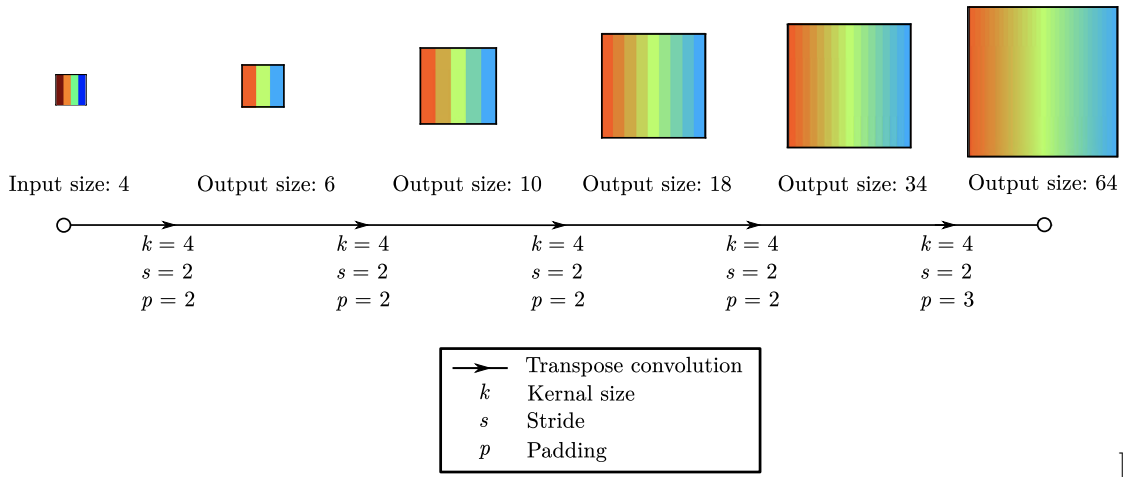 Input size: 4 Output size: 6 Output size: 10 Output size: 18 Output size: 34 Output size: 64
k = 4 k = 4 k = 4 k = 4 k = 4
s = 2 s = 2 s = 2 s = 2 s = 2
p = 2 p = 2 p = 2 p = 2 p = 3
Transpose convolution
k Kernal size
s Stride
p Padding